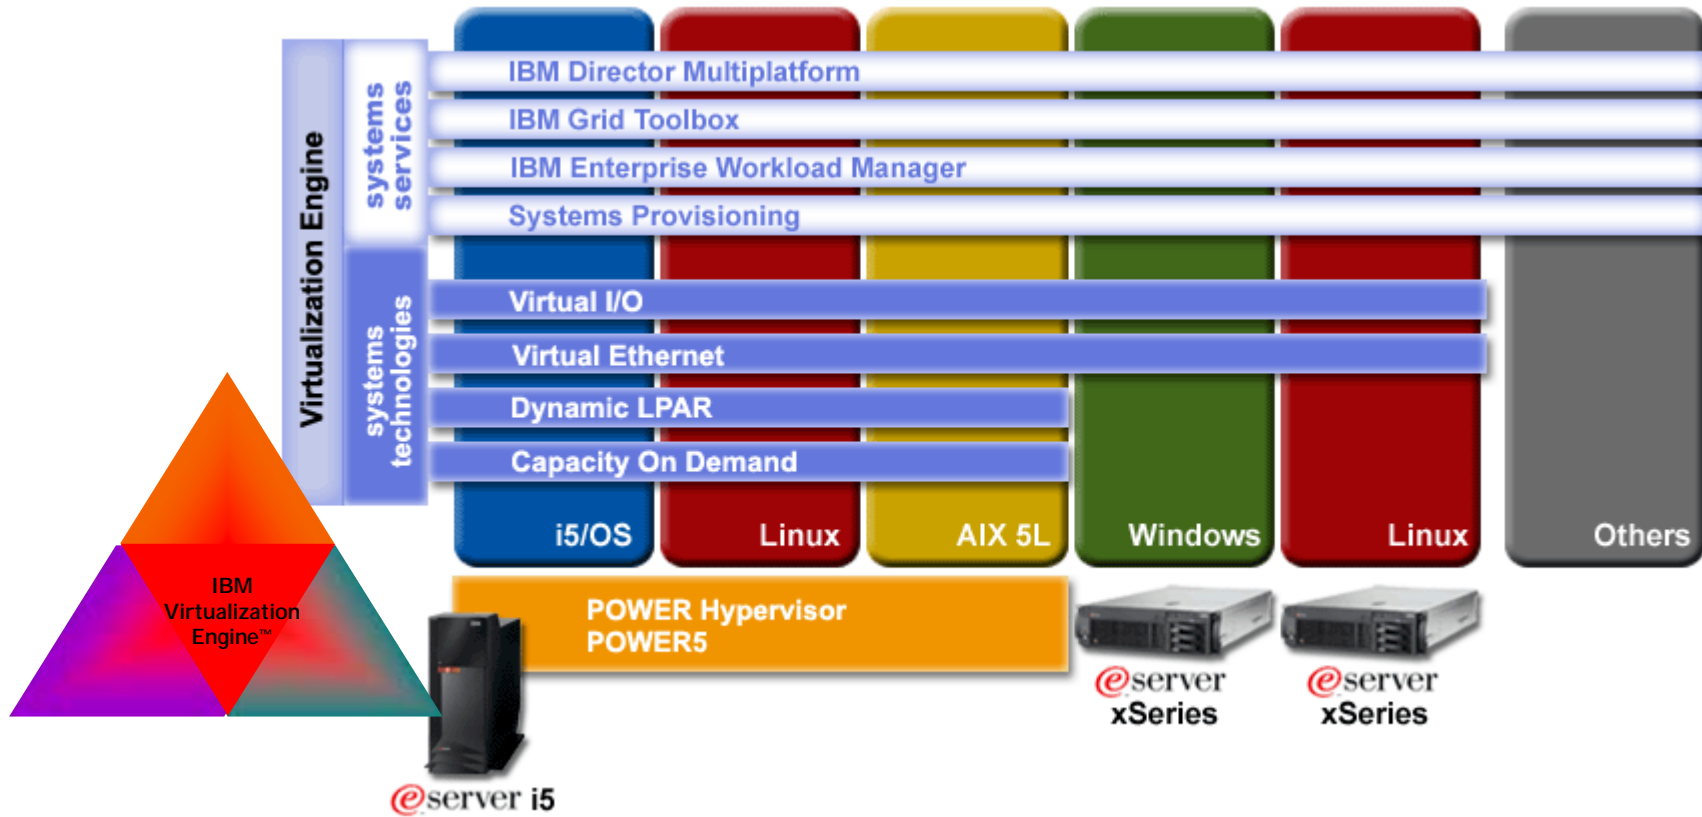 Virtualization Engine
systems
services
IBM Director Multiplatform
IBM Grid Toolbox
IBM Enterprise Workload Manager
Systems Provisioning
systems
technologies
Virtual I/O
Virtual Ethernet
Dynamic LPAR
Capacity On Demand
i5/OS
Linux
AIX 5L
Windows
Linux
Others
IBM
Virtualization
Engine™
POWER Hypervisor
POWER5
eserver
xSeries
eserver
xSeries
eserver i5